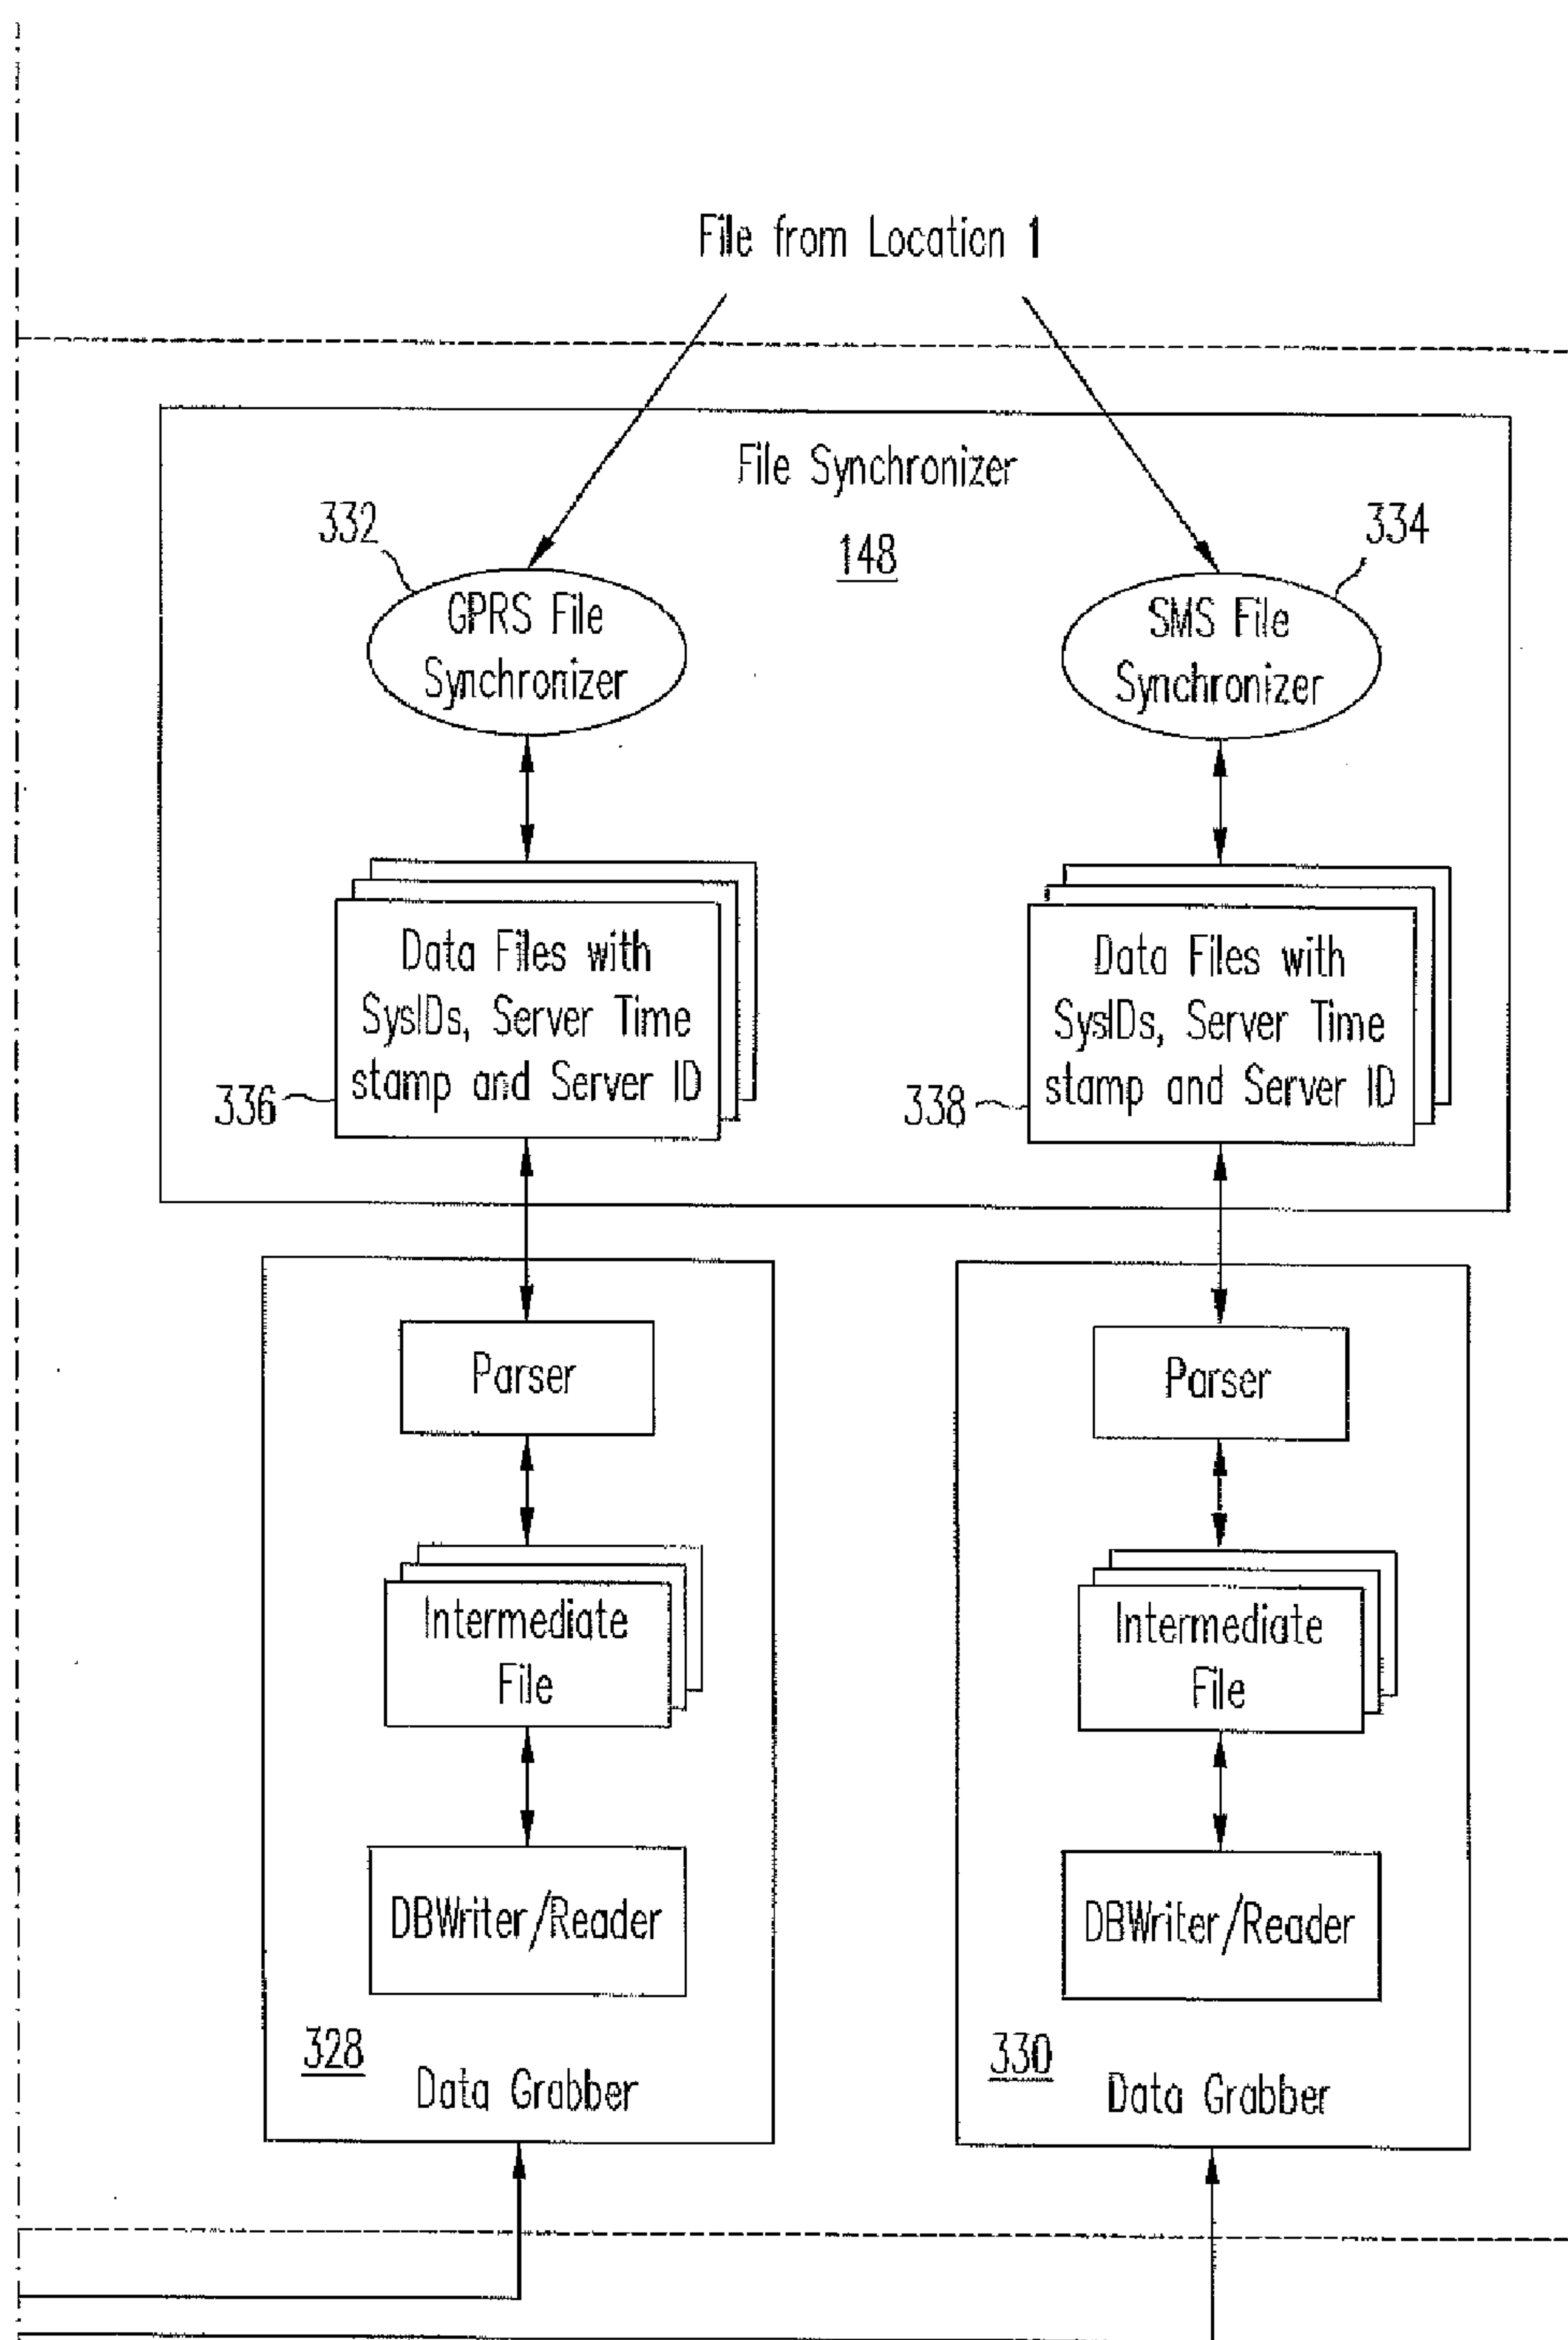 File from Location 1
File Synchronizer
148
332
GPRS File
Synchronizer
334
SMS File
Synchronizer
Data Files with
SysIDs, Server Time
stamp and Server ID
336
Data Files with
SysIDs, Server Time
stamp and Server ID
338
Parser
Intermediate
File
DBWriter/Reader
328
Data Grabber
Parser
Intermediate
File
DBWriter/Reader
330
Data Grabber